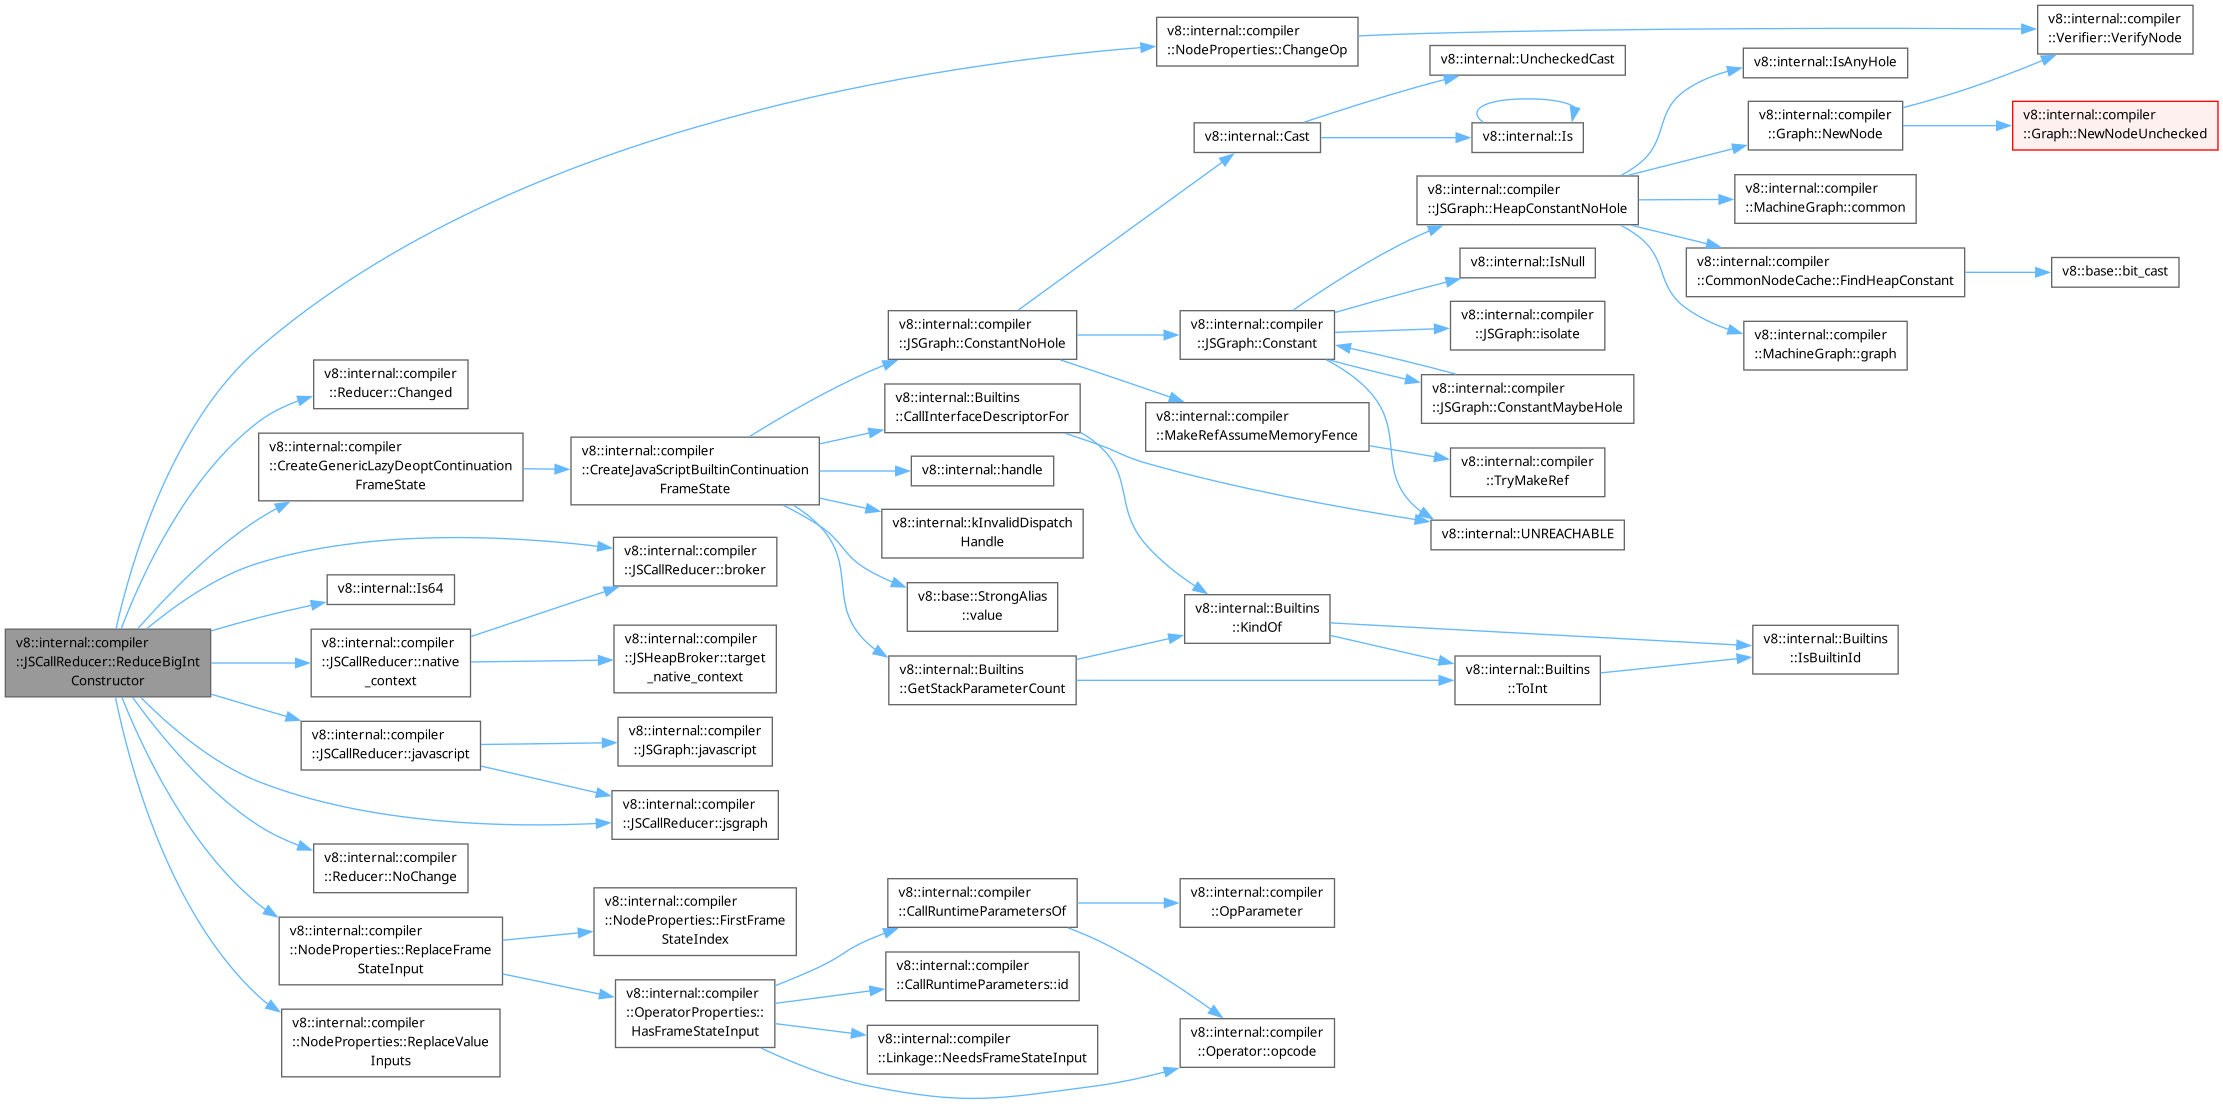 v8::internal::compiler
::JSCallReducer::ReduceBigInt
Constructor
v8::internal::compiler
::NodeProperties::ChangeOp
v8::internal::compiler
::Verifier::VerifyNode
v8::internal::compiler
::Reducer::Changed
v8::internal::compiler
::CreateGenericLazyDeoptContinuation
FrameState
v8::internal::compiler
::CreateJavaScriptBuiltinContinuation
FrameState
v8::internal::compiler
::JSGraph::ConstantNoHole
v8::internal::Cast
v8::internal::UncheckedCast
v8::internal::Is
v8::internal::compiler
::JSGraph::Constant
v8::internal::compiler
::JSGraph::HeapConstantNoHole
v8::internal::IsAnyHole
v8::internal::compiler
::Graph::NewNode
v8::internal::compiler
::Graph::NewNodeUnchecked
v8::internal::compiler
::MachineGraph::common
v8::internal::compiler
::CommonNodeCache::FindHeapConstant
v8::base::bit_cast
v8::internal::compiler
::MachineGraph::graph
v8::internal::IsNull
v8::internal::compiler
::JSGraph::isolate
v8::internal::compiler
::JSGraph::ConstantMaybeHole
v8::internal::UNREACHABLE
v8::internal::compiler
::MakeRefAssumeMemoryFence
v8::internal::compiler
::TryMakeRef
v8::internal::Builtins
::CallInterfaceDescriptorFor
v8::internal::handle
v8::internal::kInvalidDispatch
Handle
v8::base::StrongAlias
::value
v8::internal::Builtins
::GetStackParameterCount
v8::internal::Builtins
::KindOf
v8::internal::Builtins
::ToInt
v8::internal::Builtins
::IsBuiltinId
v8::internal::compiler
::JSCallReducer::broker
v8::internal::Is64
v8::internal::compiler
::JSCallReducer::native
_context
v8::internal::compiler
::JSHeapBroker::target
_native_context
v8::internal::compiler
::JSCallReducer::javascript
v8::internal::compiler
::JSGraph::javascript
v8::internal::compiler
::JSCallReducer::jsgraph
v8::internal::compiler
::Reducer::NoChange
v8::internal::compiler
::NodeProperties::ReplaceFrame
StateInput
v8::internal::compiler
::NodeProperties::FirstFrame
StateIndex
v8::internal::compiler
::OperatorProperties::
HasFrameStateInput
v8::internal::compiler
::CallRuntimeParametersOf
v8::internal::compiler
::OpParameter
v8::internal::compiler
::CallRuntimeParameters::id
v8::internal::compiler
::Linkage::NeedsFrameStateInput
v8::internal::compiler
::Operator::opcode
v8::internal::compiler
::NodeProperties::ReplaceValue
Inputs